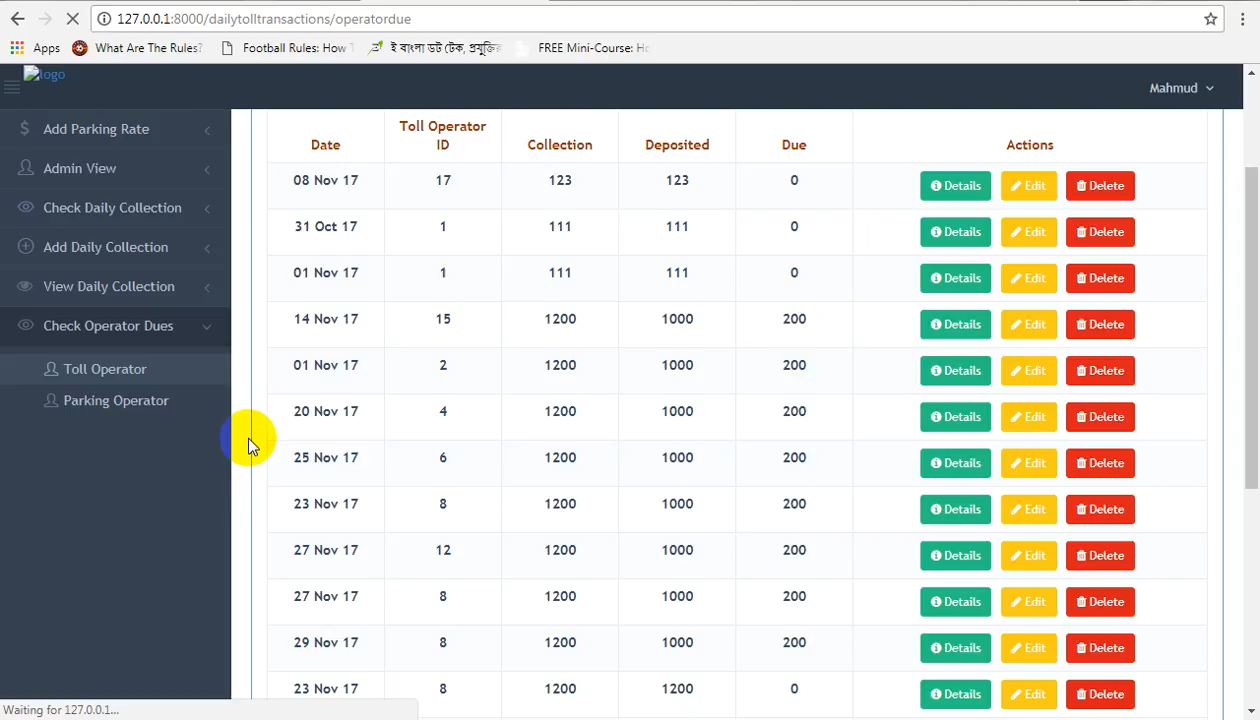 127.0.0.1:8000/dailytolltransactions/operatordue
Apps What Are The Rules? Football Rules: How ই বাংলা ডট টেক, প্রযুক্তির FREE Mini-Course:
logo
Mahmud
Add Parking Rate
Admin View
Check Daily Collection
Add Daily Collection
View Daily Collection
Check Operator Dues
Toll Operator
Parking Operator
Date Toll Operator ID Collection Deposited Due Actions
08 Nov 17 17 123 123 0 Details Edit Delete
31 Oct 17 1 111 111 0 Details Edit Delete
01 Nov 17 1 111 111 0 Details Edit Delete
14 Nov 17 15 1200 1000 200 Details Edit Delete
01 Nov 17 2 1200 1000 200 Details Edit Delete
20 Nov 17 4 1200 1000 200 Details Edit Delete
25 Nov 17 6 1200 1000 200 Details Edit Delete
23 Nov 17 8 1200 1000 200 Details Edit Delete
27 Nov 17 12 1200 1000 200 Details Edit Delete
27 Nov 17 8 1200 1000 200 Details Edit Delete
29 Nov 17 8 1200 1000 200 Details Edit Delete
23 Nov 17 8 1200 1200 0 Details Edit Delete
Waiting for 127.0.0.1...